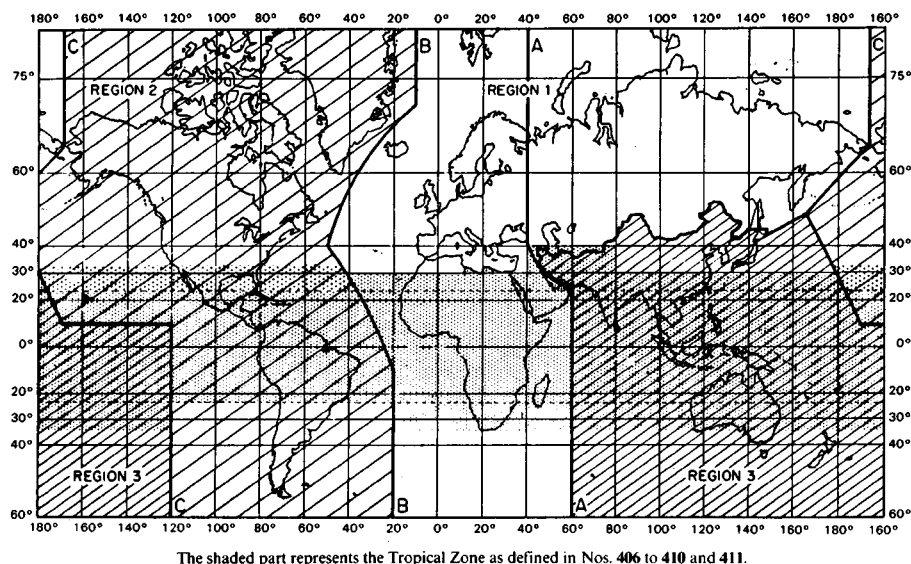 180° 160° 140° 120° 100° 80° 60° 40° 20° 0° 20° 40° 60° 80° 100° 120° 140° 160° 180° 160°
C B A C
75° 75°
REGION 2 REGION 1
60° 60°
40° 40°
30° 30°
20° 20°
0° 0°
20° 20°
30° 30°
40° 40°
REGION 3 REGION 3
C B A
60° 60°
180° 160° 140° 120° 100° 80° 60° 40° 20° 0° 20° 40° 60° 80° 100° 120° 140° 160° 180° 160°
The shaded part represents the Tropical Zone as defined in Nos. 406 to 410 and 411.